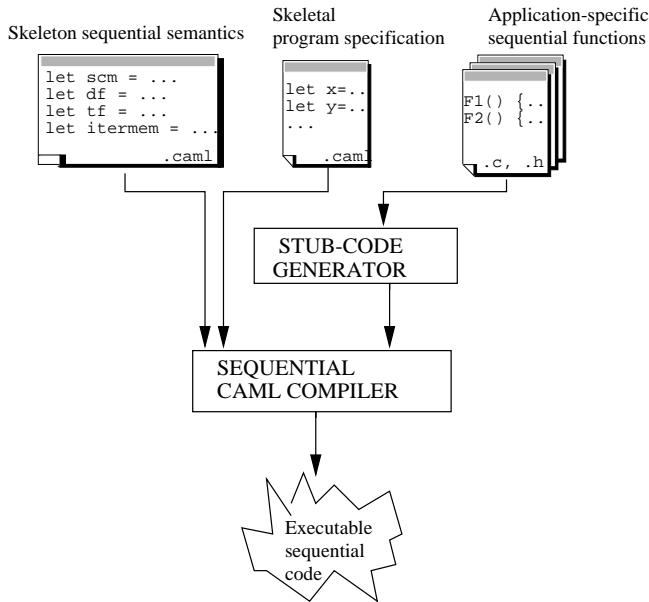 Skeleton sequential semantics
let scm = ...
let df = ...
let tf = ...
let itermem = ...
.caml
Skeletal
program specification
let x=..
let y=..
...
.caml
Application-specific
sequential functions
F1() {..
F2() {..
.c, .h
STUB-CODE
GENERATOR
SEQUENTIAL
CAML COMPILER
Executable
sequential
code